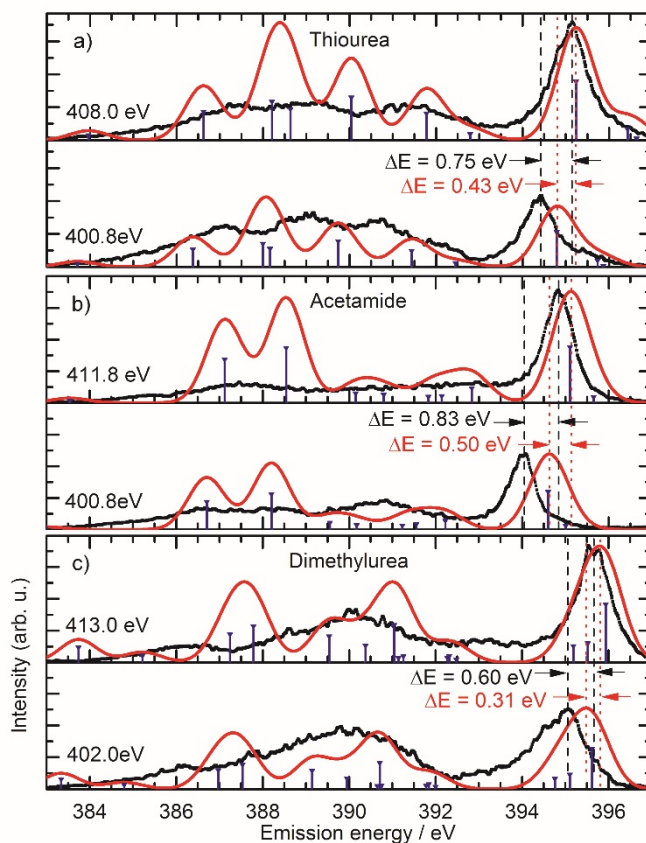 a) Thiourea
408.0 eV
ΔE = 0.75 eV
ΔE = 0.43 eV
400.8eV
b) Acetamide
411.8 eV
ΔE = 0.83 eV
ΔE = 0.50 eV
400.8eV
c) Dimethylurea
413.0 eV
ΔE = 0.60 eV
ΔE = 0.31 eV
402.0eV
Intensity (arb. u.)
384 386 388 390 392 394 396
Emission energy / eV